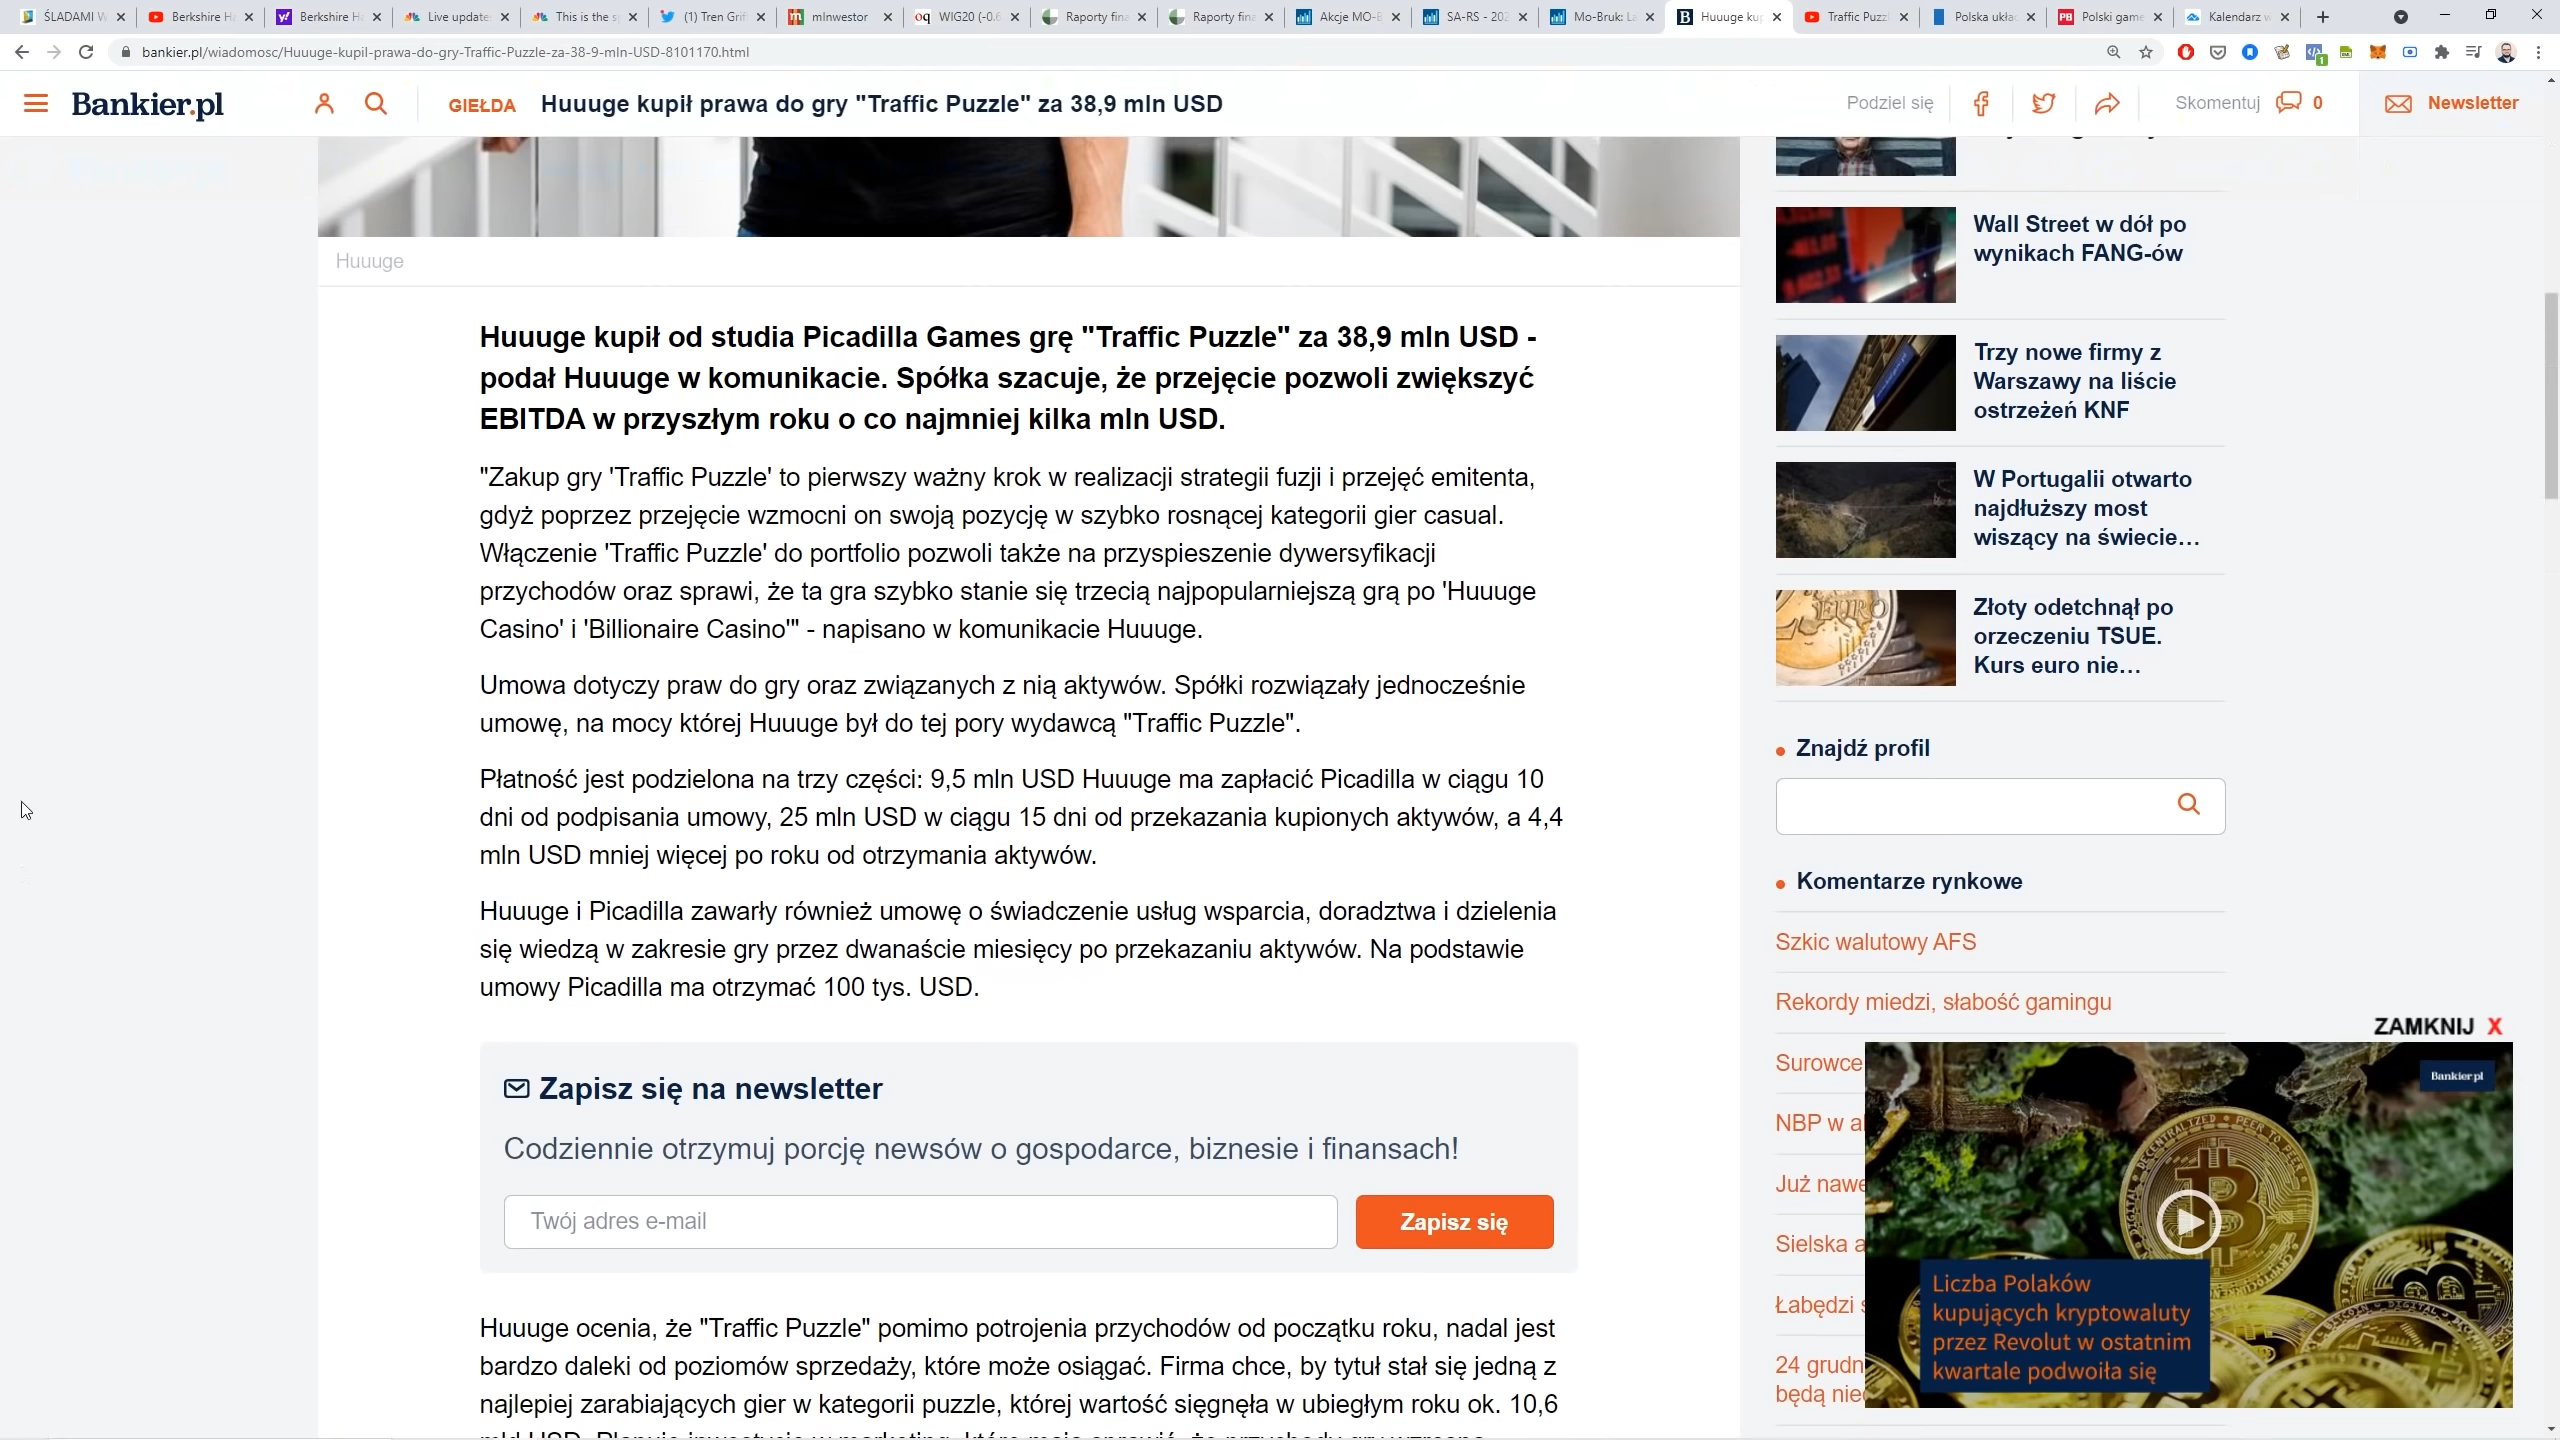 ŚLADAMI W
Berkshire H
Berkshire H
Live update
This is the s
(1) Tren Grif
mInwestor
WIG20 (-0.6
Raporty fina
Raporty fina
Akcje MO-B
SA-RS - 202
Mo-Bruk: La
Huuuge kup
Traffic Puzzl
Polska ukła
Polski game
Kalendarz w
bankier.pl/wiadomosc/Huuuge-kupil-prawa-do-gry-Traffic-Puzzle-za-38-9-mln-USD-8101170.html
Bankier.pl
GIEŁDA
Huuuge kupił prawa do gry "Traffic Puzzle" za 38,9 mln USD
Podziel się
Skomentuj
0
Newsletter
Huuuge
Huuuge kupił od studia Picadilla Games grę "Traffic Puzzle" za 38,9 mln USD -
podał Huuuge w komunikacie. Spółka szacuje, że przejęcie pozwoli zwiększyć
EBITDA w przyszłym roku o co najmniej kilka mln USD.
"Zakup gry 'Traffic Puzzle' to pierwszy ważny krok w realizacji strategii fuzji i przejęć emitenta,
gdyż poprzez przejęcie wzmocni on swoją pozycję w szybko rosnącej kategorii gier casual.
Włączenie 'Traffic Puzzle' do portfolio pozwoli także na przyspieszenie dywersyfikacji
przychodów oraz sprawi, że ta gra szybko stanie się trzecią najpopularniejszą grą po 'Huuuge
Casino' i 'Billionaire Casino'" - napisano w komunikacie Huuuge.
Umowa dotyczy praw do gry oraz związanych z nią aktywów. Spółki rozwiązały jednocześnie
umowę, na mocy której Huuuge był do tej pory wydawcą "Traffic Puzzle".
Płatność jest podzielona na trzy części: 9,5 mln USD Huuuge ma zapłacić Picadilla w ciągu 10
dni od podpisania umowy, 25 mln USD w ciągu 15 dni od przekazania kupionych aktywów, a 4,4
mln USD mniej więcej po roku od otrzymania aktywów.
Huuuge i Picadilla zawarły również umowę o świadczenie usług wsparcia, doradztwa i dzielenia
się wiedzą w zakresie gry przez dwanaście miesięcy po przekazaniu aktywów. Na podstawie
umowy Picadilla ma otrzymać 100 tys. USD.
Zapisz się na newsletter
Codziennie otrzymuj porcję newsów o gospodarce, biznesie i finansach!
Twój adres e-mail
Zapisz się
Huuuge ocenia, że "Traffic Puzzle" pomimo potrojenia przychodów od początku roku, nadal jest
bardzo daleki od poziomów sprzedaży, które może osiągać. Firma chce, by tytuł stał się jedną z
najlepiej zarabiających gier w kategorii puzzle, której wartość sięgnęła w ubiegłym roku ok. 10,6
Wall Street w dół po
wynikach FANG-ów
Trzy nowe firmy z
Warszawy na liście
ostrzeżeń KNF
W Portugalii otwarto
najdłuższy most
wiszący na świecie...
Złoty odetchnął po
orzeczeniu TSUE.
Kurs euro nie...
Znajdź profil
Komentarze rynkowe
Szkic walutowy AFS
Rekordy miedzi, słabość gamingu
Surowce
NBP w al
Już nawe
Sielska a
Łabędzi ś
24 grudn
będą nied
ZAMKNIJ X
Bankier.pl
Liczba Polaków
kupujących kryptowaluty
przez Revolut w ostatnim
kwartale podwoiła się